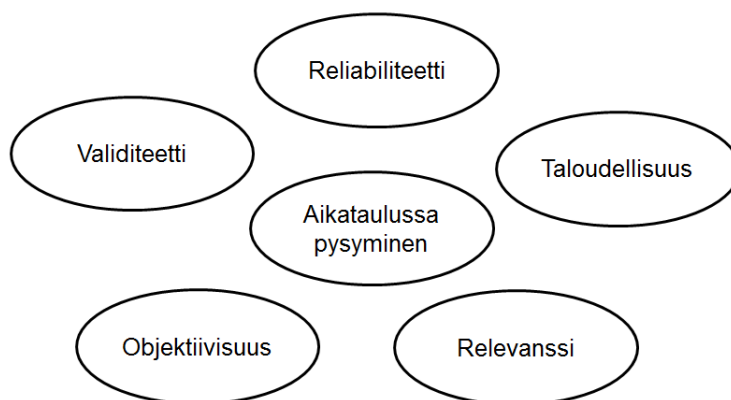 Reliabiliteetti
Validiteetti
Taloudellisuus
Aikataulussa
pysyminen
Objektiivisuus
Relevanssi